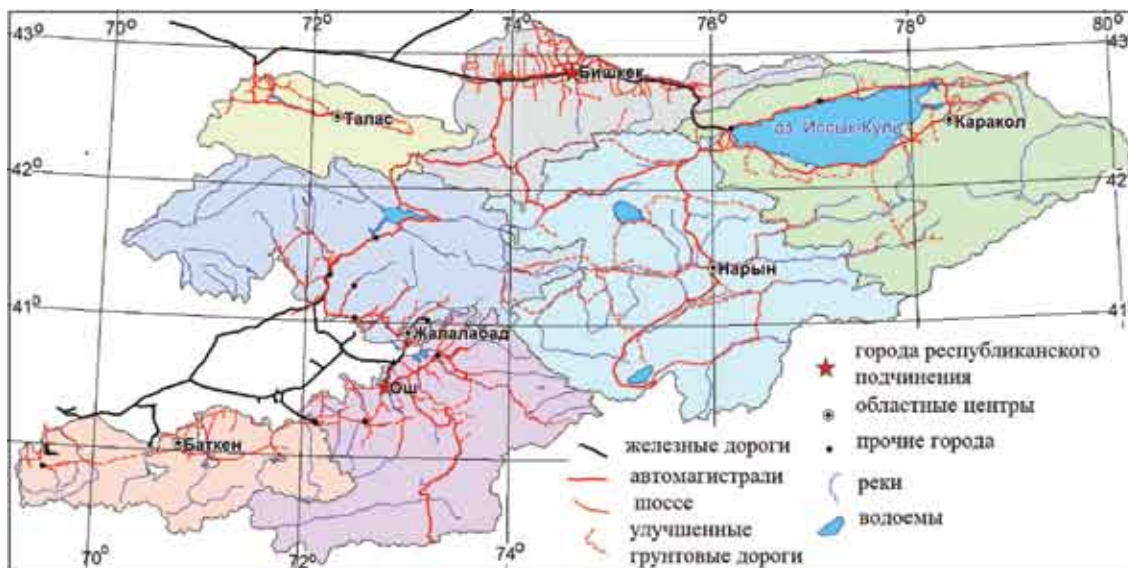 70°
72°
74°
76°
78°
80°
43°
43°
Бишкек
Талас
оз. Иссык-Куль
Каракол
42°
42°
Нарын
41°
41°
Жалалабад
Ош
Баткен
города республиканского
подчинения
областные центры
прочие города
реки
водоемы
железные дороги
автомагистрали
шоссе
улучшенные
грунтовые дороги
70°
72°
74°